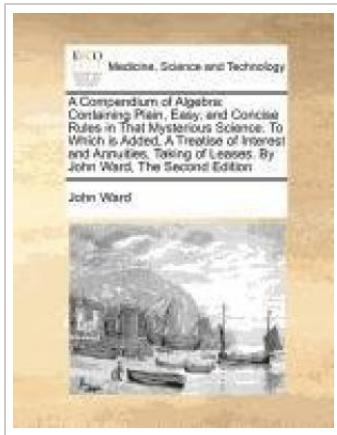 ECCO
Medicine, Science and Technology
A Compendium of Algebra:
Containing Plain, Easy, and Concise
Rules in That Mysterious Science. To
Which is Added, A Treatise of Interest
and Annuities, Taking of Leases. By
John Ward, The Second Edition
John Ward